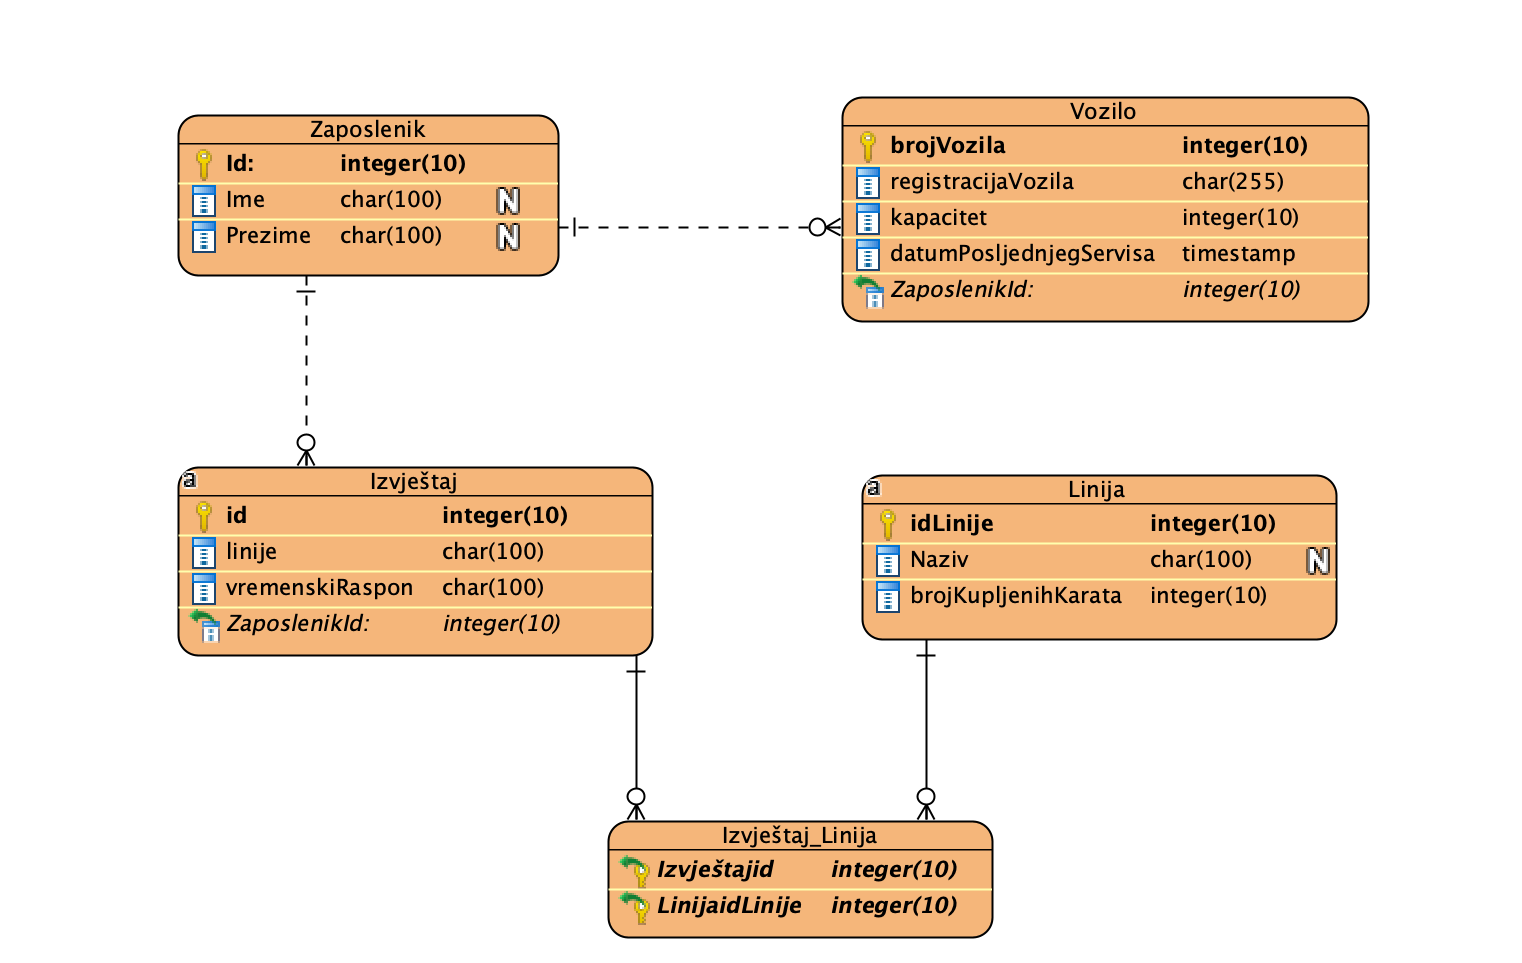 Zaposlenik
Id: integer(10)
Ime char(100) N
Prezime char(100) N
Vozilo
brojVozila integer(10)
registracijaVozila char(255)
kapacitet integer(10)
datumPosljednjegServisa timestamp
ZaposlenikId: integer(10)
a
Izvještaj
id integer(10)
linije char(100)
vremenskiRaspon char(100)
ZaposlenikId: integer(10)
a
Linija
idLinije integer(10)
Naziv char(100) N
brojKupljenihKarata integer(10)
Izvještaj_Linija
Izvještajid integer(10)
LinijaidLinije integer(10)